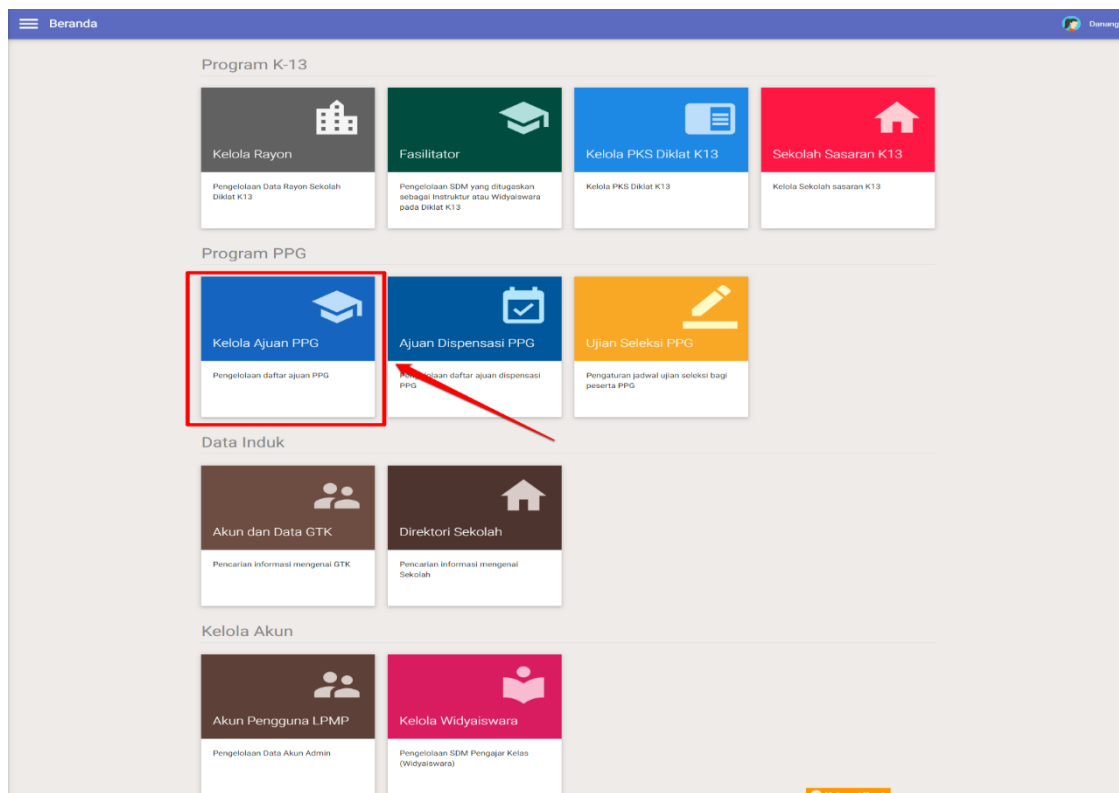 Beranda
Danang
Program K-13
Kelola Rayon
Pengelolaan Data Rayon Sekolah
Diklat K13
Fasilitator
Pengelolaan SDM yang ditugaskan
sebagai Instruktur atau Widyaiswara
pada Diklat K13
Kelola PKS Diklat K13
Kelola PKS Diklat K13
Sekolah Sasaran K13
Kelola Sekolah sasaran K13
Program PPG
Kelola Ajuan PPG
Pengelolaan daftar ajuan PPG
Ajuan Dispensasi PPG
daftar ajuan dispensasi
PPG
Ujian Seleksi PPG
Pengaturan jadwal ujian seleksi bagi
peserta PPG
Data Induk
Akun dan Data GTK
Pencarian informasi mengenai GTK
Direktori Sekolah
Pencarian informasi mengenai
Sekolah
Kelola Akun
Akun Pengguna LPMP
Pengelolaan Data Akun Admin
Kelola Widyaiswara
Pengelolaan SDM Pengajar Kelas
(Widyaiswara)